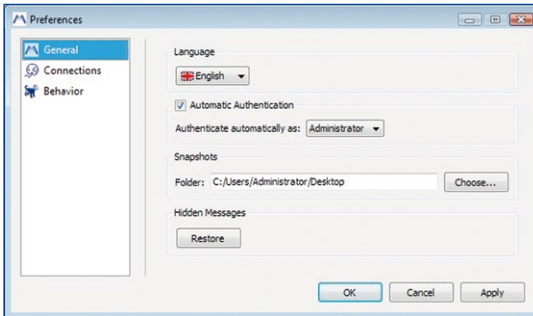 Preferences
General
Connections
Behavior
Language
English
Automatic Authentication
Authenticate automatically as: Administrator
Snapshots
Folder: C:/Users/Administrator/Desktop Choose...
Hidden Messages
Restore
OK Cancel Apply